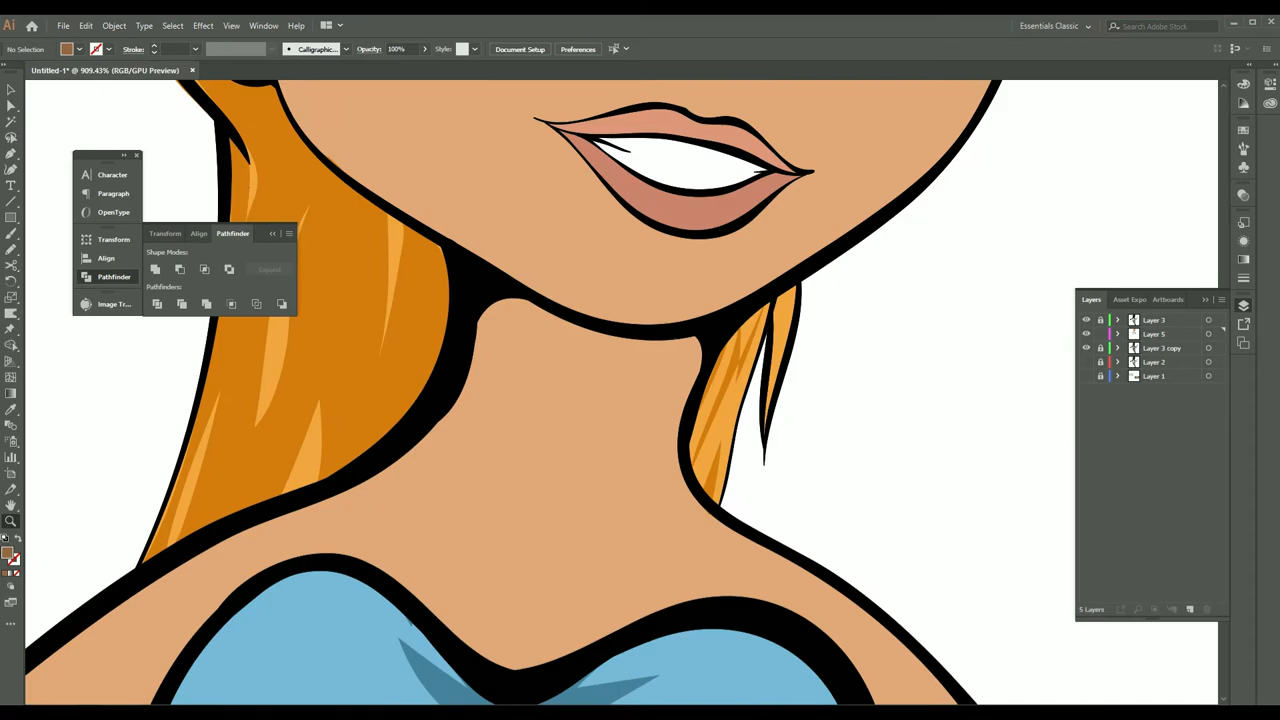 Ai File Edit Object Type Select Effect View Window Help Essentials Classic Search Adobe Stock
No Selection Stroke: Calligraphic... Opacity: 100% Style: Document Setup Preferences
Untitled-1* @ 909.43% (RGB/GPU Preview)
Character
Paragraph
OpenType
Transform
Align
Pathfinder
Image Tr...
Transform Align Pathfinder
Shape Modes:
Expand
Pathfinders:
Layers Asset Expo Artboards
Layer 3
Layer 5
Layer 3 copy
Layer 2
Layer 1
5 Layers